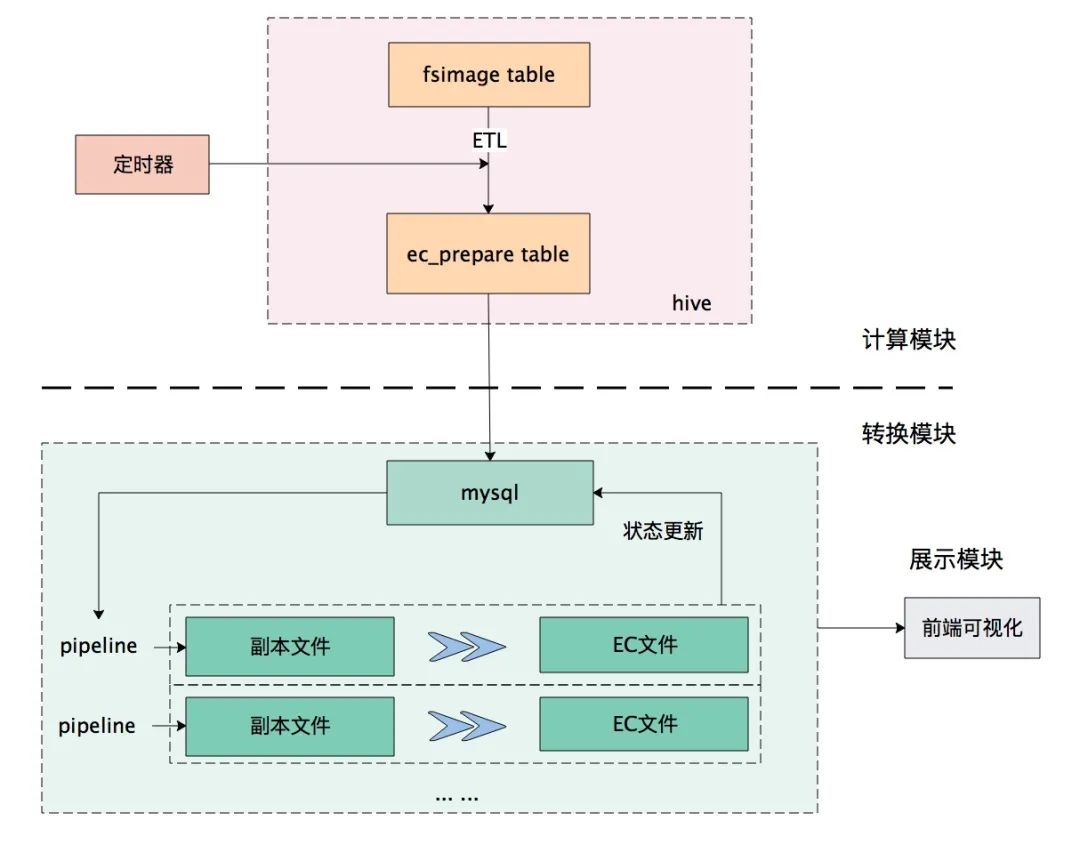 fsimage table
ETL
定时器
ec_prepare table
hive
计算模块
转换模块
mysql
状态更新
展示模块
前端可视化
pipeline
副本文件
EC文件
pipeline
副本文件
EC文件
... ...